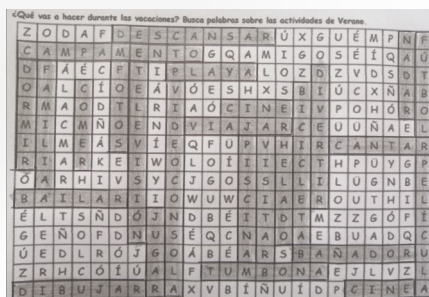 ¿Qué vas a hacer durante las vacaciones? Busca palabras sobre las actividades de Verano.
Z O D A F D E S C A N S A R Ú X G U É M P N F
C A M P A M E N T O G Q A M I G O S É Í Q A Ú
D F Á É C F T I P L A Y A L O Z D Z V D S D T
O A L C Í O E Á V Ó E S H X S B I Ú C X Ñ A B
R M A O D T L R I A Ó C I N E I V P O H Ó R O
M I C M Ñ O E N D V I A J A R C E U Ü Ñ A E L
I L M E Á S V Í E Q F Ú P V H I R C A N T A R
R I A R K E I W O L O Í I I E C T H P Ü Y G P
Ó A R H I V S Y C J G O S S L L I L Ü G N B E
B A I L A R I I O W U W C I A E R O U T H I L
É L T S Ñ D Ó J N D B É I T D T M Z Z G Ó F Í
G E Ñ O F D N U S É Q C N A O A E B U A D Q C
Ú E D L R Ó J G O Á B É A R S B A Ñ A D O R U
Z R H C Ó Í Ú A L F T U M B O N A E J L V Z L
D I B U J A R R A X V B Í Ñ U Í D P C I N E A